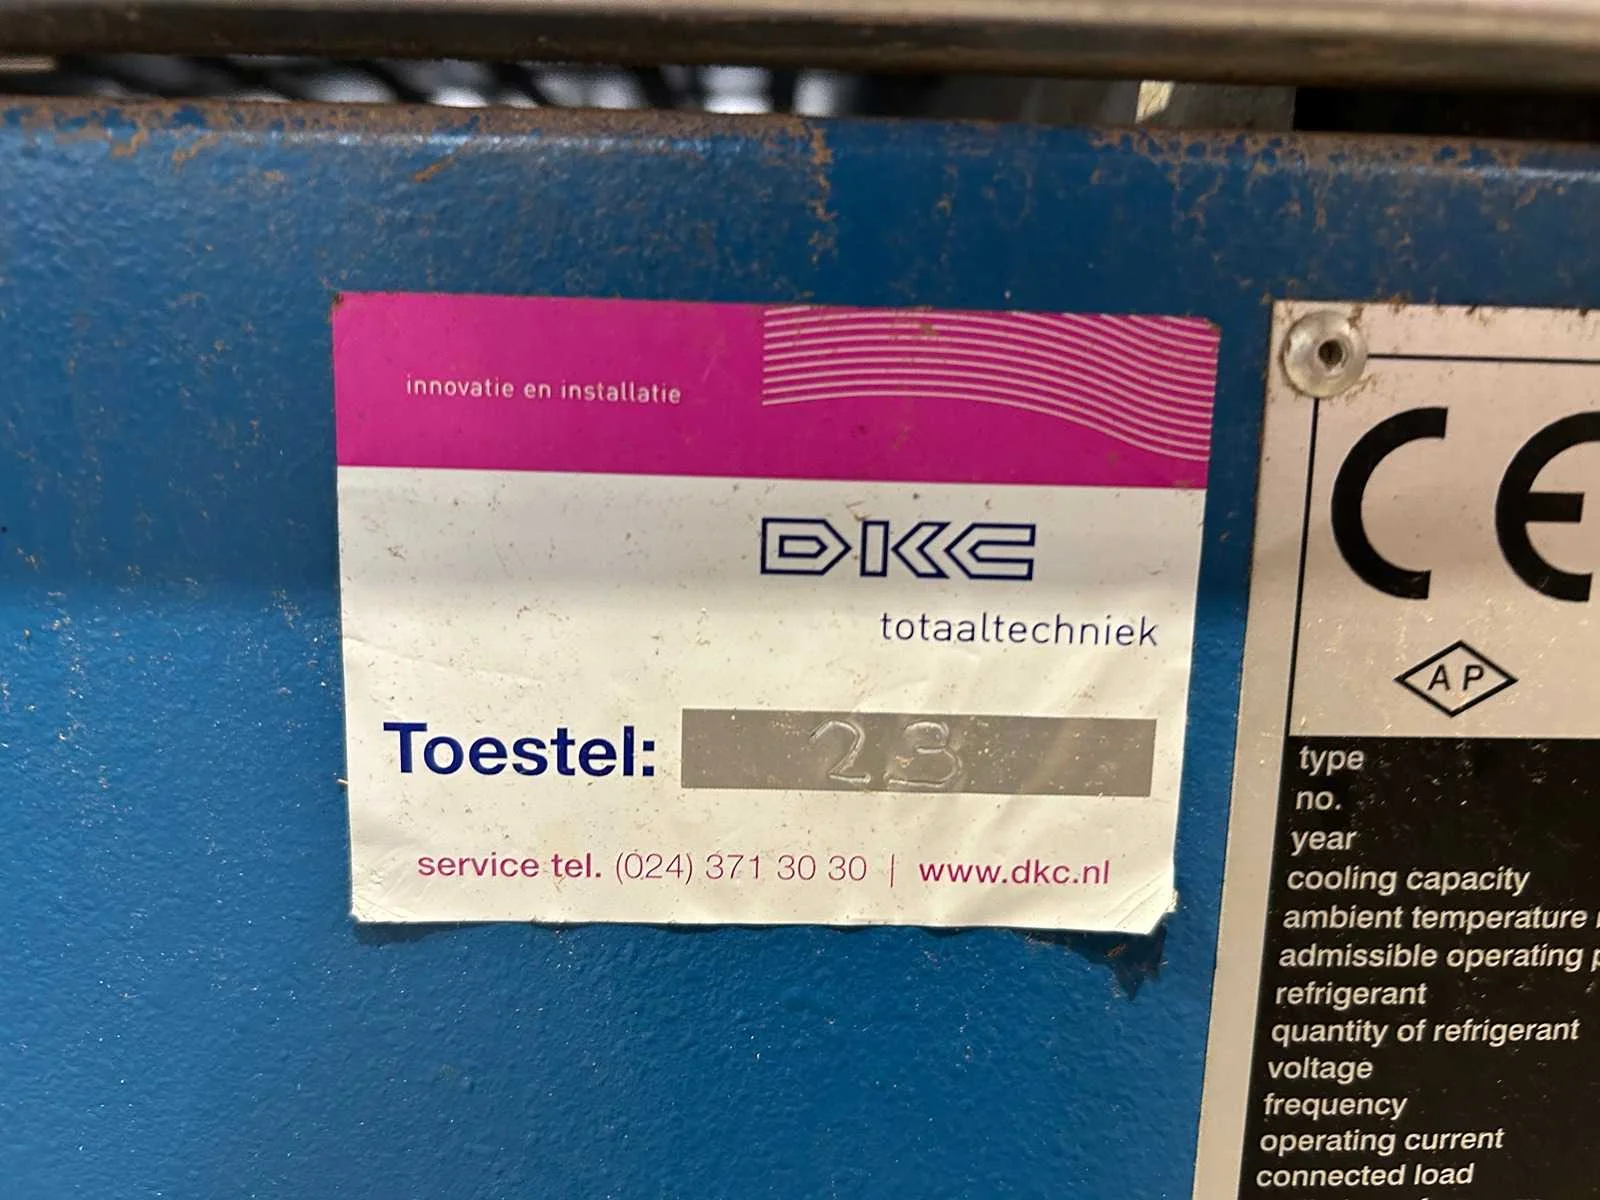 innovatie en installatie
DKC
totaaltechniek
Toestel: 23
service tel. (024) 371 30 30 | www.dkc.nl
CE
AP
type
no.
year
cooling capacity
ambient temperature
admissible operating
refrigerant
quantity of refrigerant
voltage
frequency
operating current
connected load